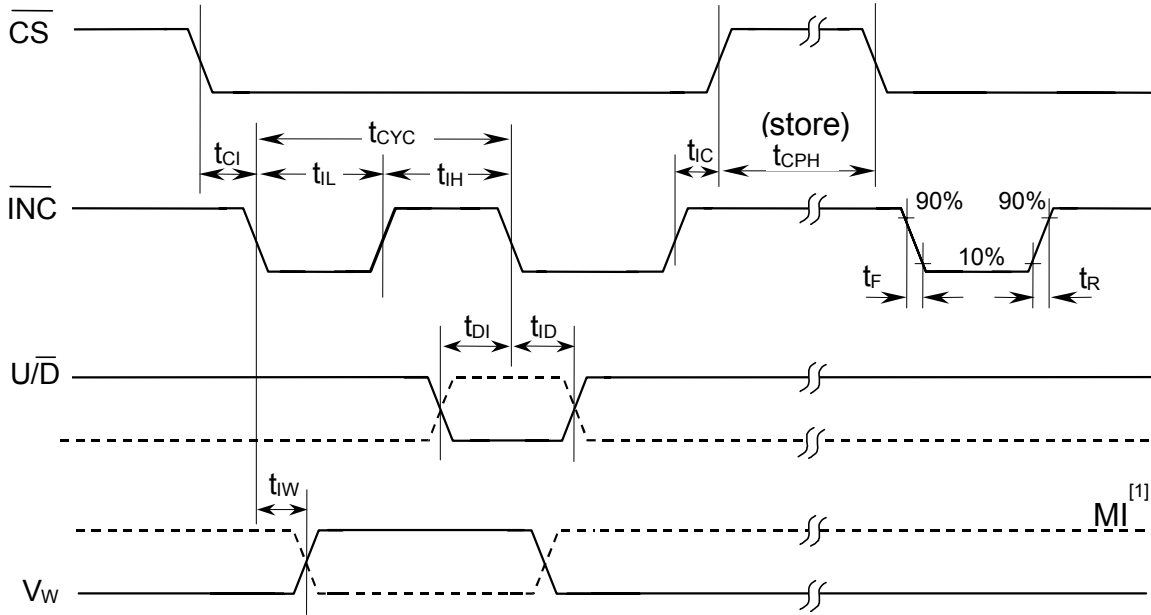 CS
(store)
tCYC
tCI
tIL
tIH
tIC
tCPH
INC
90%
90%
10%
tF
tR
tDI
tID
U/D
tIW
MI[1]
VW